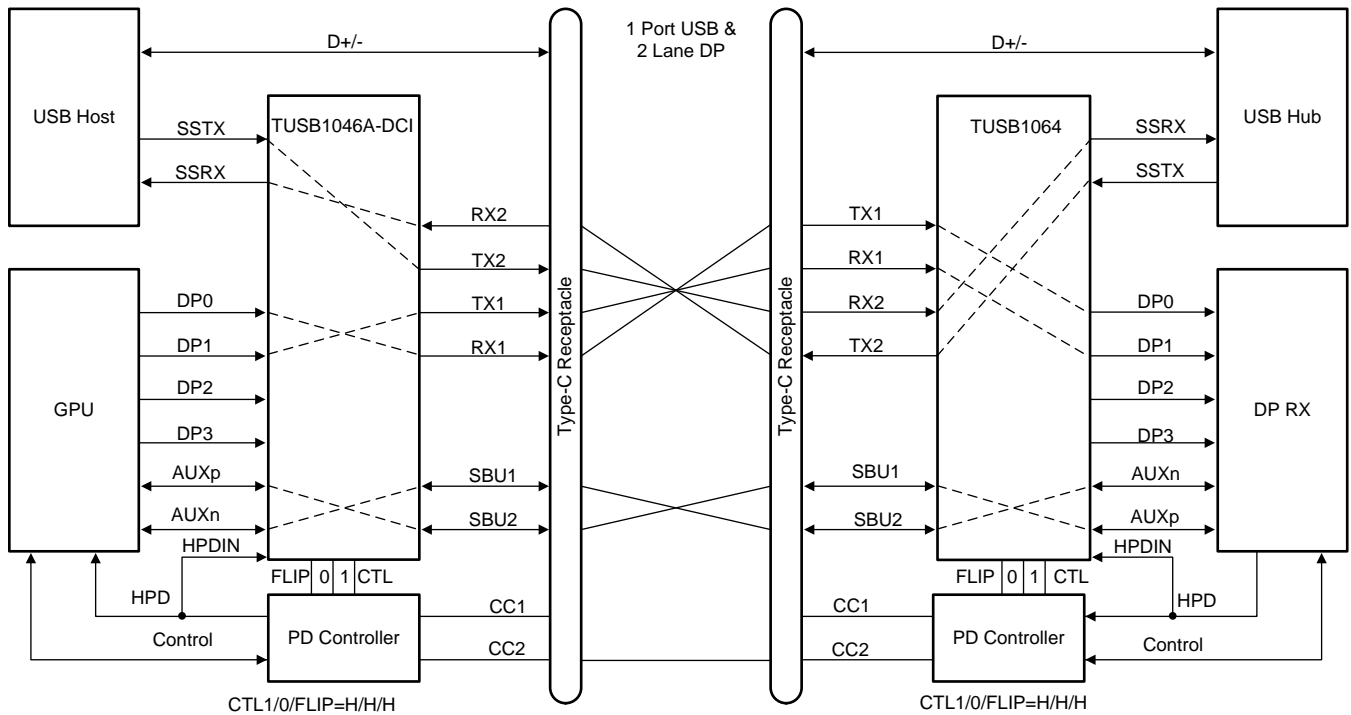 1 Port USB &
2 Lane DP
D+/-
USB Host
TUSB1046A-DCI
SSTX
SSRX
RX2
TX2
TX1
RX1
GPU
DP0
DP1
DP2
DP3
AUXp
AUXn
SBU1
SBU2
HPDIN
HPD
Control
FLIP 0 1 CTL
PD Controller
CC1
CC2
CTL1/0/FLIP=H/H/H
Type-C Receptacle
Type-C Receptacle
D+/-
USB Hub
TUSB1064
SSRX
SSTX
TX1
RX1
RX2
TX2
DP0
DP1
DP2
DP3
DP RX
SBU1
SBU2
AUXn
AUXp
HPDIN
HPD
Control
FLIP 0 1 CTL
PD Controller
CC1
CC2
CTL1/0/FLIP=H/H/H